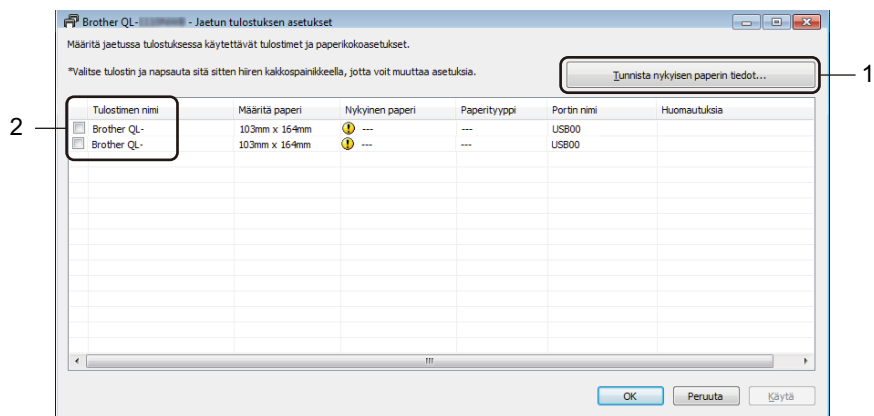 Brother QL- - Jaetun tulostuksen asetukset
Määritä jaetussa tulostuksessa käytettävät tulostimet ja paperikokoasetukset.
*Valitse tulostin ja napsauta sitä sitten hiiren kakkospainikkeella, jotta voit muuttaa asetuksia.
Tunnista nykyisen paperin tiedot...
1
2
Tulostimen nimi Määritä paperi Nykyinen paperi Paperityyppi Portin nimi Huomautuksia
Brother QL- 103mm x 164mm --- --- USB00
Brother QL- 103mm x 164mm --- --- USB00
OK Peruuta Käytä